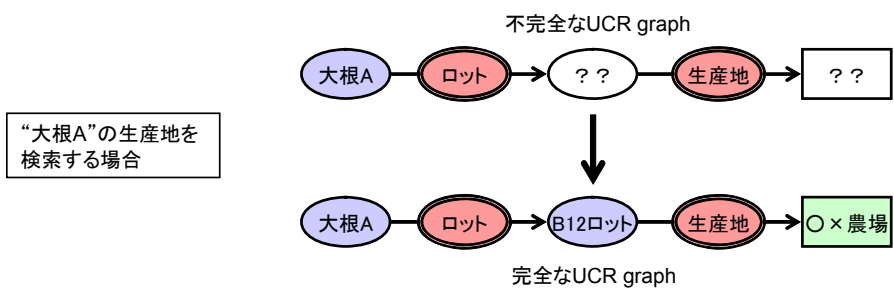 不完全なUCR graph
大根A
ロット
？？
生産地
？？
“大根A”の生産地を
検索する場合
大根A
ロット
B12ロット
生産地
〇×農場
完全なUCR graph